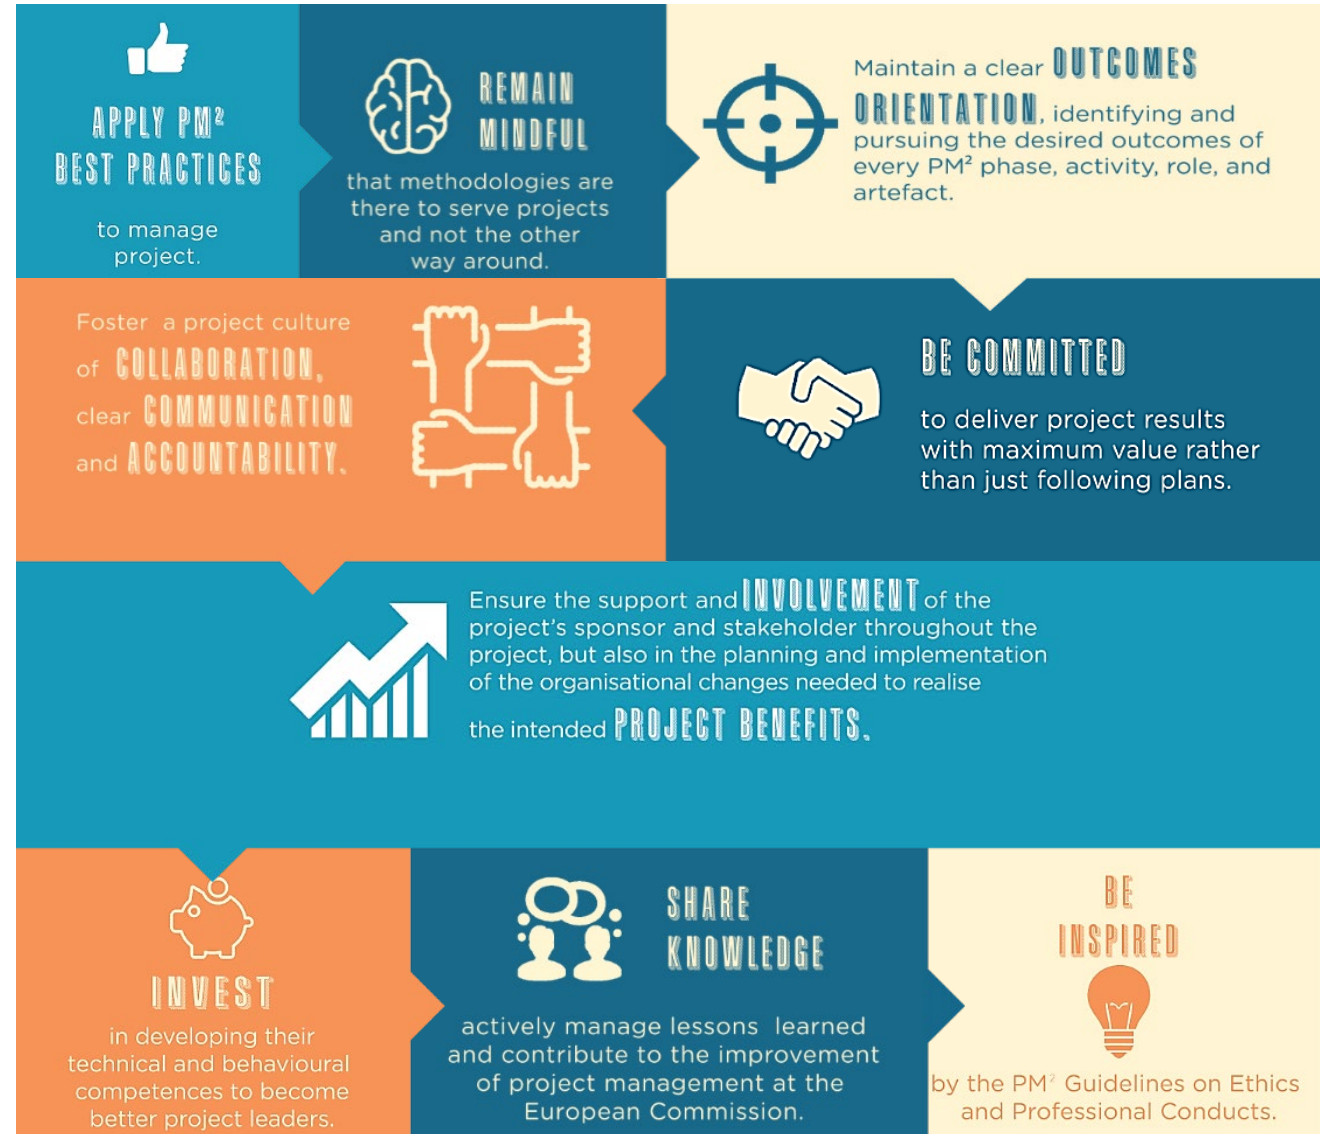 APPLY PM²
BEST PRACTICES
to manage
project.
REMAIN
MINDFUL
that methodologies are
there to serve projects
and not the other
way around.
Maintain a clear OUTCOMES
ORIENTATION, identifying and
pursuing the desired outcomes of
every PM² phase, activity, role, and
artefact.
BE COMMITTED
to deliver project results
with maximum value rather
than just following plans.
Foster a project culture
of COLLABORATION,
clear COMMUNICATION
and ACCOUNTABILITY.
Ensure the support and INVOLVEMENT of the
project's sponsor and stakeholder throughout the
project, but also in the planning and implementation
of the organisational changes needed to realise
the intended PROJECT BENEFITS.
INVEST
in developing their
technical and behavioural
competences to become
better project leaders.
SHARE
KNOWLEDGE
actively manage lessons learned
and contribute to the improvement
of project management at the
European Commission.
BE
INSPIRED
by the PM² Guidelines on Ethics
and Professional Conducts.